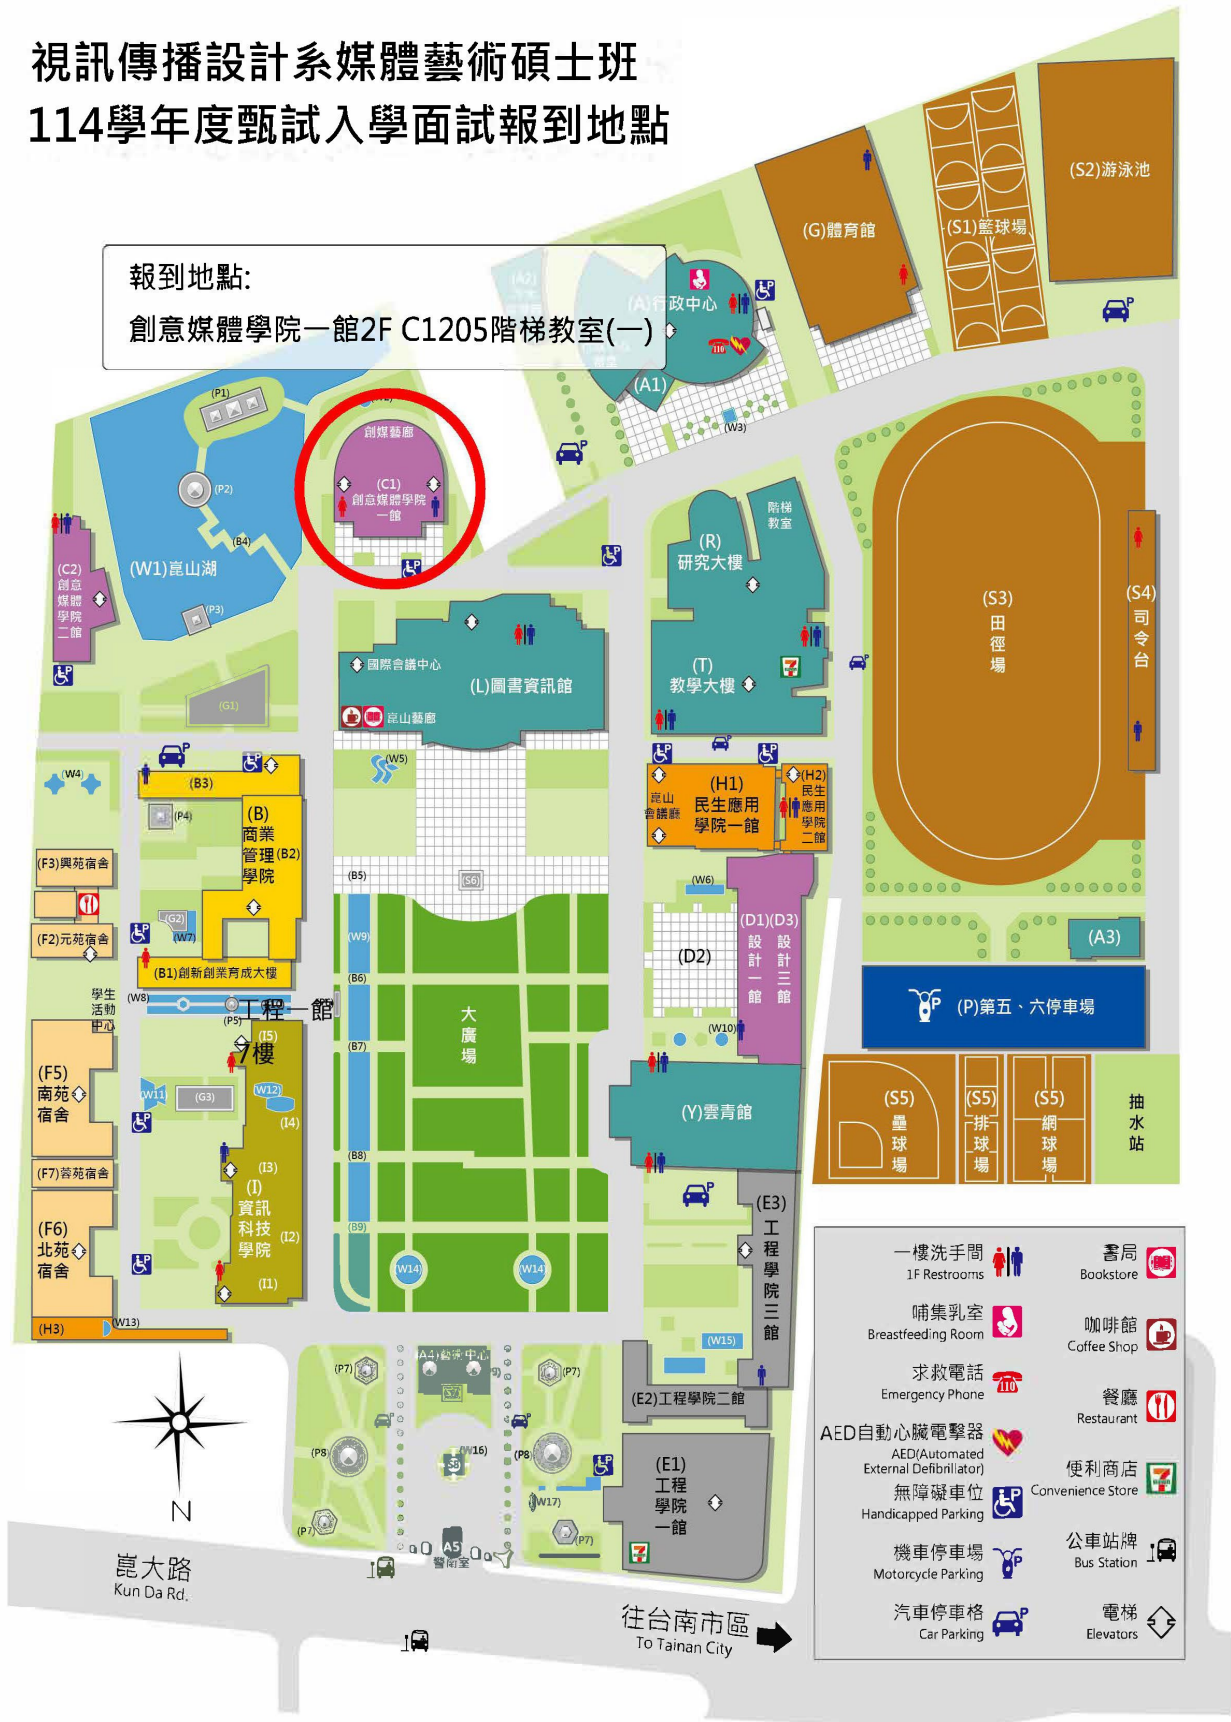 視訊傳播設計系媒體藝術碩士班
114學年度甄試入學面試報到地點
報到地點:
創意媒體學院一館2F C1205階梯教室(一)
(S2)游泳池
(S1)籃球場
(G)體育館
(A2)
(A)行政中心
(A1)
(W3)
(P1)
創媒藝廊
(C1)
創意媒體學院
一館
(P2)
(B4)
(W1)崑山湖
(P3)
(C2)
創意
媒體
學院
二館
階梯
教室
(R)
研究大樓
(T)
教學大樓
(S3)
田徑場
(S4)
司令台
國際會議中心
(L)圖書資訊館
崑山藝廊
(G1)
(W5)
(W4)
(B3)
(P4)
(B)
商業
管理(B2)
學院
(H1)
民生應用
學院一館
崑山
會議廳
(H2)
民生
應用
學院
二館
(F3)興苑宿舍
(F2)元苑宿舍
(G2)
(W7)
(B1)創新創業育成大樓
(B5)
(S6)
(W6)
(D1)(D3)
設計一館
設計三館
(D2)
(W10)
(A3)
(P)第五、六停車場
(W9)
(B6)
學生
活動
中心
(W8)
工程一館
(P5)
7樓
(I5)
大廣場
(B7)
(F5)
南苑
宿舍
(W11)
(G3)
(W12)
(I4)
(Y)雲青館
(S5)
壘球場
(S5)
排球場
(S5)
網球場
抽水站
(F7)蓉苑宿舍
(B8)
(I3)
(I)
資訊
科技
學院
(I2)
(I1)
(F6)
北苑
宿舍
(B9)
(W14)
(W14)
(E3)
工程學院三館
(H3)
(W13)
(W15)
(E2)工程學院二館
(P7)
(A4)藝術中心
(S7)
(P7)
(P8)
(W16)
(S8)
(P8)
(W17)
(P7)
(P7)
(A5)
(E1)
工程
學院
一館
N
崑大路
Kun Da Rd.
往台南市區
To Tainan City
一樓洗手間
1F Restrooms
哺集乳室
Breastfeeding Room
求救電話
Emergency Phone
110
AED自動心臟電擊器
AED(Automated
External Defibrillator)
無障礙車位
Handicapped Parking
機車停車場
Motorcycle Parking
汽車停車格
Car Parking
書局
Bookstore
咖啡館
Coffee Shop
餐廳
Restaurant
便利商店
Convenience Store
公車站牌
Bus Station
電梯
Elevators